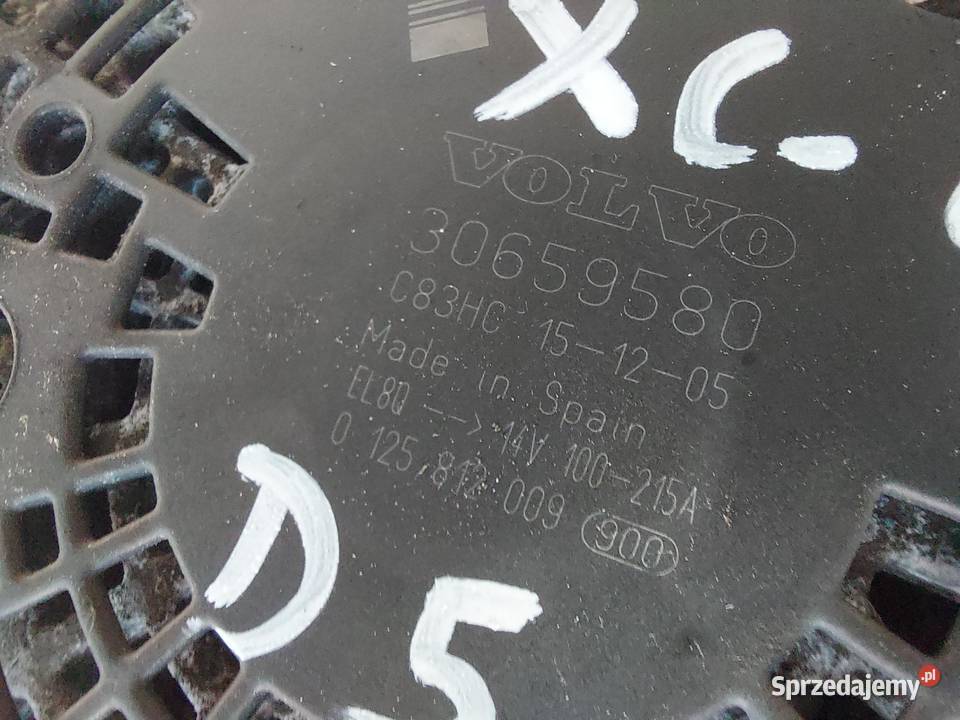 XC-
VOLVO
30659580
C83HC 15-12-05
Made in Spain
EL8Q --> 14V 100-215A
0 125 812 009 900
D5
Sprzedajemy.pl